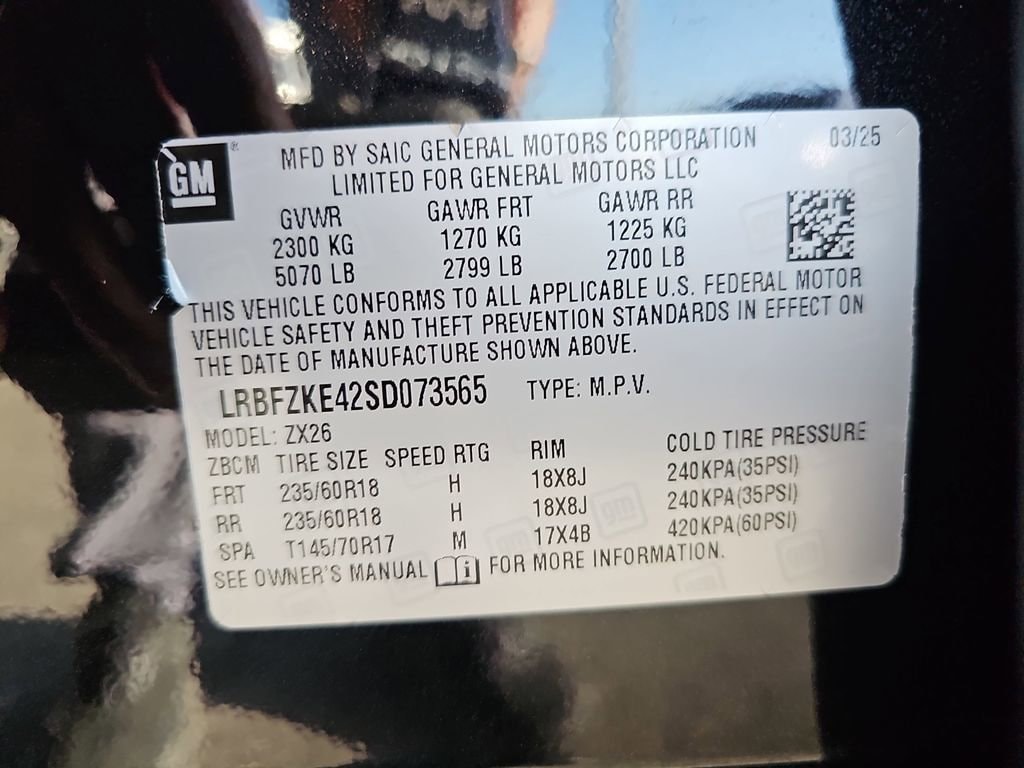 GM® MFD BY SAIC GENERAL MOTORS CORPORATION 03/25
LIMITED FOR GENERAL MOTORS LLC
GVWR GAWR FRT GAWR RR
2300 KG 1270 KG 1225 KG
5070 LB 2799 LB 2700 LB
THIS VEHICLE CONFORMS TO ALL APPLICABLE U.S. FEDERAL MOTOR
VEHICLE SAFETY AND THEFT PREVENTION STANDARDS IN EFFECT ON
THE DATE OF MANUFACTURE SHOWN ABOVE.
LRBFZKE42SD073565 TYPE: M.P.V.
MODEL: ZX26
ZBCM TIRE SIZE SPEED RTG RIM COLD TIRE PRESSURE
FRT 235/60R18 H 18X8J 240KPA(35PSI)
RR 235/60R18 H 18X8J 240KPA(35PSI)
SPA T145/70R17 M 17X4B 420KPA(60PSI)
SEE OWNER'S MANUAL i FOR MORE INFORMATION.